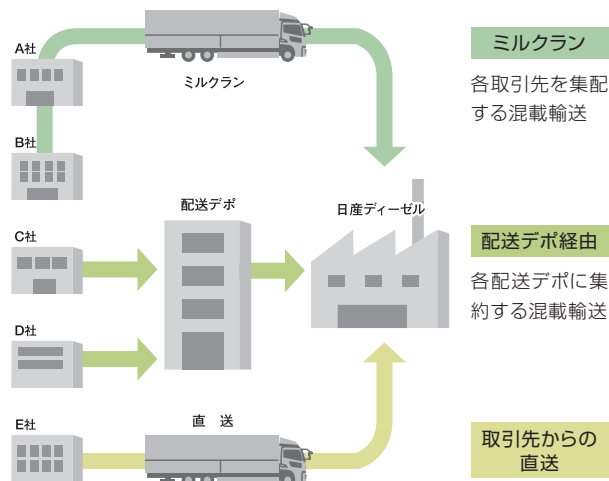 A社
ミルクラン
B社
配送デポ
日産ディーゼル
C社
D社
E社
直 送
ミルクラン
各取引先を集配
する混載輸送
配送デポ経由
各配送デポに集
約する混載輸送
取引先からの
直送